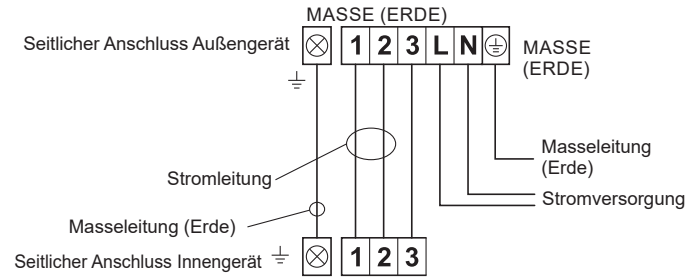 MASSE (ERDE)
Seitlicher Anschluss Außengerät
1 2 3 L N
MASSE
(ERDE)
Masseleitung
(Erde)
Stromleitung
Stromversorgung
Masseleitung (Erde)
Seitlicher Anschluss Innengerät
1 2 3